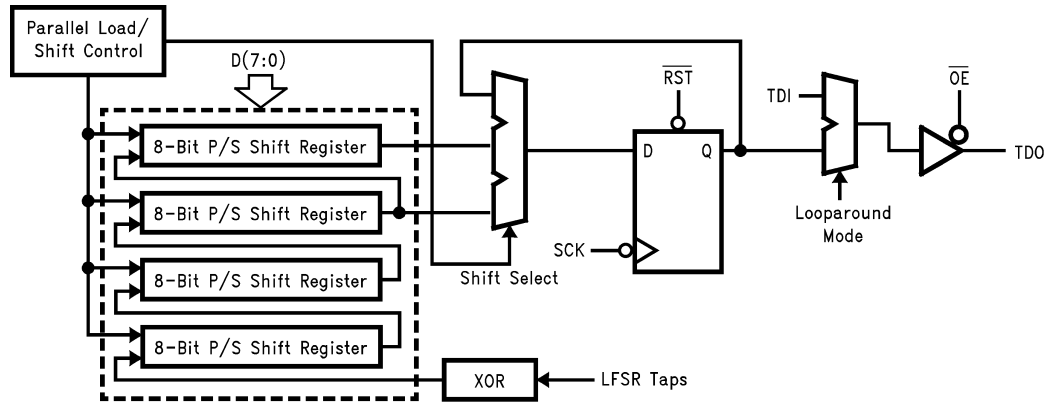 Parallel Load/
Shift Control
D(7:0)
8-Bit P/S Shift Register
8-Bit P/S Shift Register
8-Bit P/S Shift Register
8-Bit P/S Shift Register
XOR
LFSR Taps
Shift Select
RST
D
Q
SCK
TDI
Looparound
Mode
OE
TDO